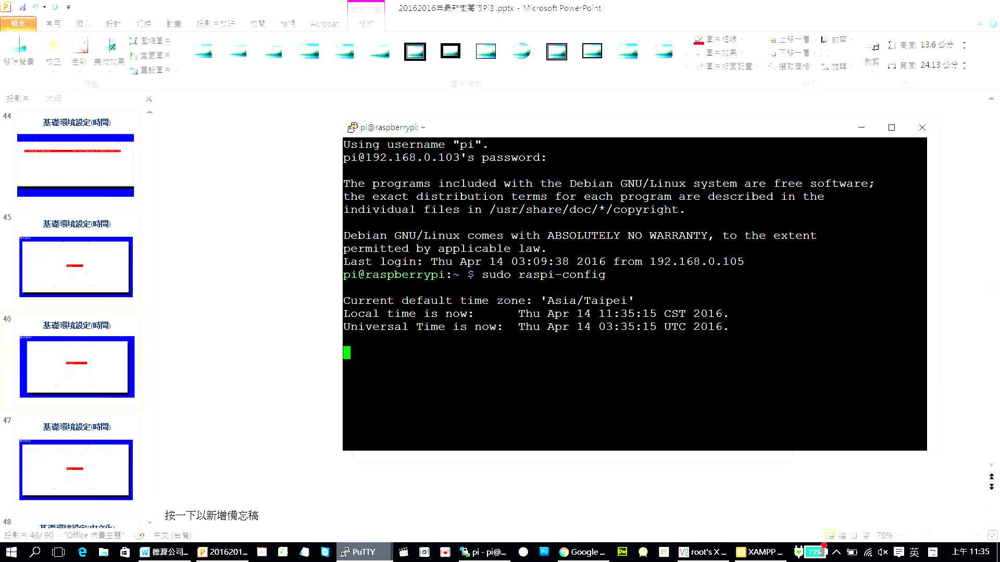 20162016年最新樹莓派Pi3 .pptx - Microsoft PowerPoint
檔案 常用 插入 設計 切換 動畫 投影片放映 校閱 檢視 Acrobat 格式
移除背景 校正 色彩 美術效果
壓縮圖片
變更圖片
重設圖片
調整
圖片樣式
圖片框線
圖片效果
圖片版面配置
上移一層
下移一層
選取窗格
對齊
旋轉
排列
裁剪
高度: 13.6 公分
寬度: 24.13 公分
投影片 大綱
44
基礎環境設定(時間)
45
基礎環境設定(時間)
46
基礎環境設定(時間)
47
基礎環境設定(時間)
48
基礎環境設定(中文化)
pi@raspberrypi: ~
Using username "pi".
pi@192.168.0.103's password:
The programs included with the Debian GNU/Linux system are free software;
the exact distribution terms for each program are described in the
individual files in /usr/share/doc/*/copyright.
Debian GNU/Linux comes with ABSOLUTELY NO WARRANTY, to the extent
permitted by applicable law.
Last login: Thu Apr 14 03:09:38 2016 from 192.168.0.105
pi@raspberrypi:~ $ sudo raspi-config
Current default time zone: 'Asia/Taipei'
Local time is now:      Thu Apr 14 11:35:15 CST 2016.
Universal Time is now:  Thu Apr 14 03:35:15 UTC 2016.
按一下以新增備忘稿
投影片 46/ 90 "Office 佈景主題" 中文 (台灣) 70%
德源公司... 2016201... PuTTY pi - pi@... Google ... root's X ... XAMPP ... 73% 英 上午 11:35